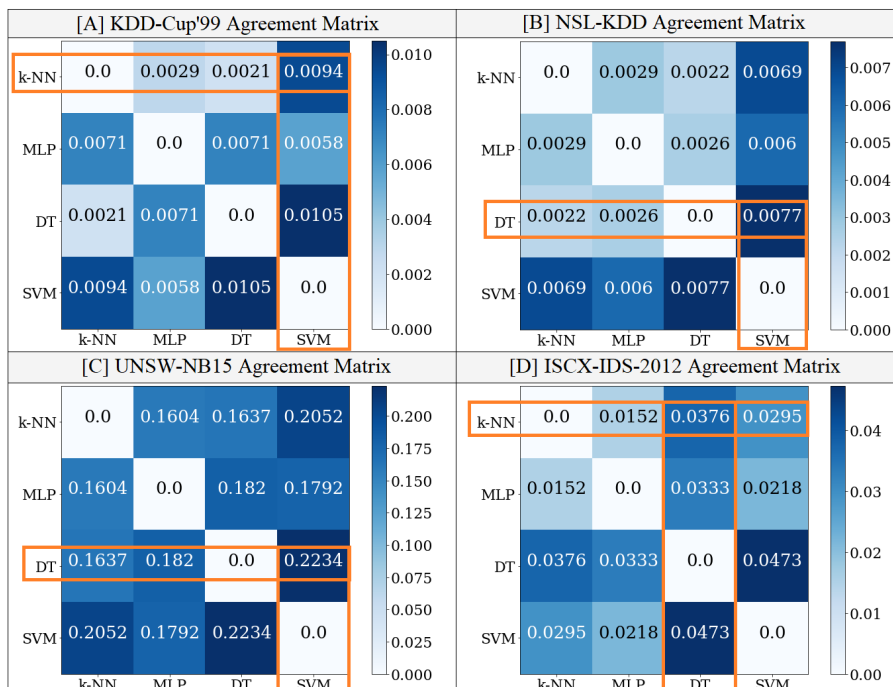 [A] KDD-Cup'99 Agreement Matrix
k-NN 0.0 0.0029 0.0021 0.0094
MLP 0.0071 0.0 0.0071 0.0058
DT 0.0021 0.0071 0.0 0.0105
SVM 0.0094 0.0058 0.0105 0.0
k-NN MLP DT SVM
0.010
0.008
0.006
0.004
0.002
0.000
[B] NSL-KDD Agreement Matrix
k-NN 0.0 0.0029 0.0022 0.0069
MLP 0.0029 0.0 0.0026 0.006
DT 0.0022 0.0026 0.0 0.0077
SVM 0.0069 0.006 0.0077 0.0
k-NN MLP DT SVM
0.007
0.006
0.005
0.004
0.003
0.002
0.001
0.000
[C] UNSW-NB15 Agreement Matrix
k-NN 0.0 0.1604 0.1637 0.2052
MLP 0.1604 0.0 0.182 0.1792
DT 0.1637 0.182 0.0 0.2234
SVM 0.2052 0.1792 0.2234 0.0
k-NN MLP DT SVM
0.200
0.175
0.150
0.125
0.100
0.075
0.050
0.025
0.000
[D] ISCX-IDS-2012 Agreement Matrix
k-NN 0.0 0.0152 0.0376 0.0295
MLP 0.0152 0.0 0.0333 0.0218
DT 0.0376 0.0333 0.0 0.0473
SVM 0.0295 0.0218 0.0473 0.0
k-NN MLP DT SVM
0.04
0.03
0.02
0.01
0.00